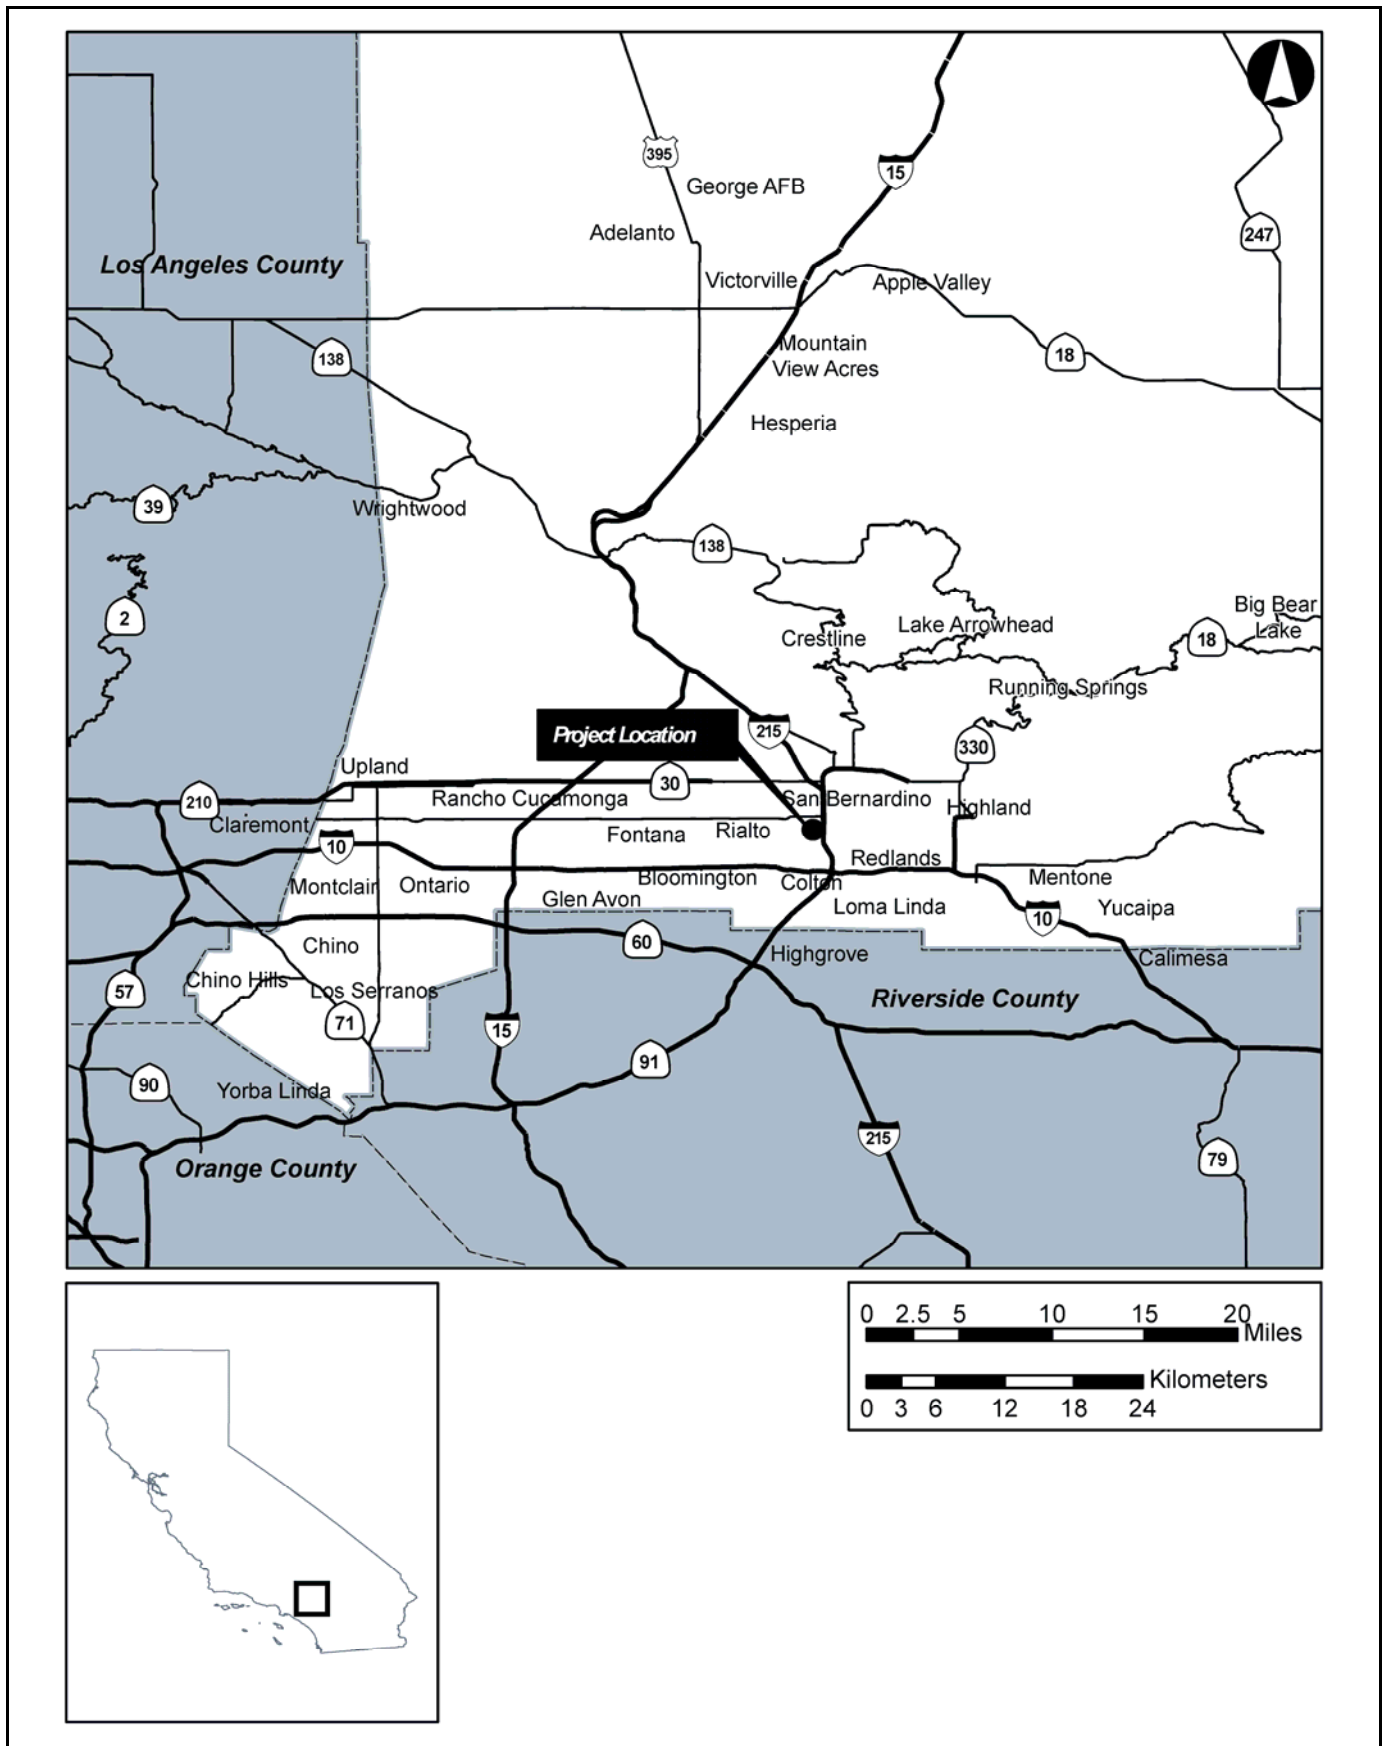 395
15
George AFB
247
Adelanto
Los Angeles County
Victorville
Apple Valley
Mountain
View Acres
138
18
Hesperia
39
Wrightwood
138
2
Big Bear
Lake
Crestline
Lake Arrowhead
18
Running Springs
Project Location
215
330
Upland
30
210
Rancho Cucamonga
San Bernardino
Highland
Claremont
Fontana
Rialto
10
Redlands
Montclair
Ontario
Bloomington
Colton
Mentone
Glen Avon
Loma Linda
10
Yucaipa
Chino
60
Highgrove
Calimesa
Chino Hills
57
Los Serranos
Riverside County
71
15
91
90
Yorba Linda
215
79
Orange County
0 2.5 5 10 15 20
Miles
Kilometers
0 3 6 12 18 24